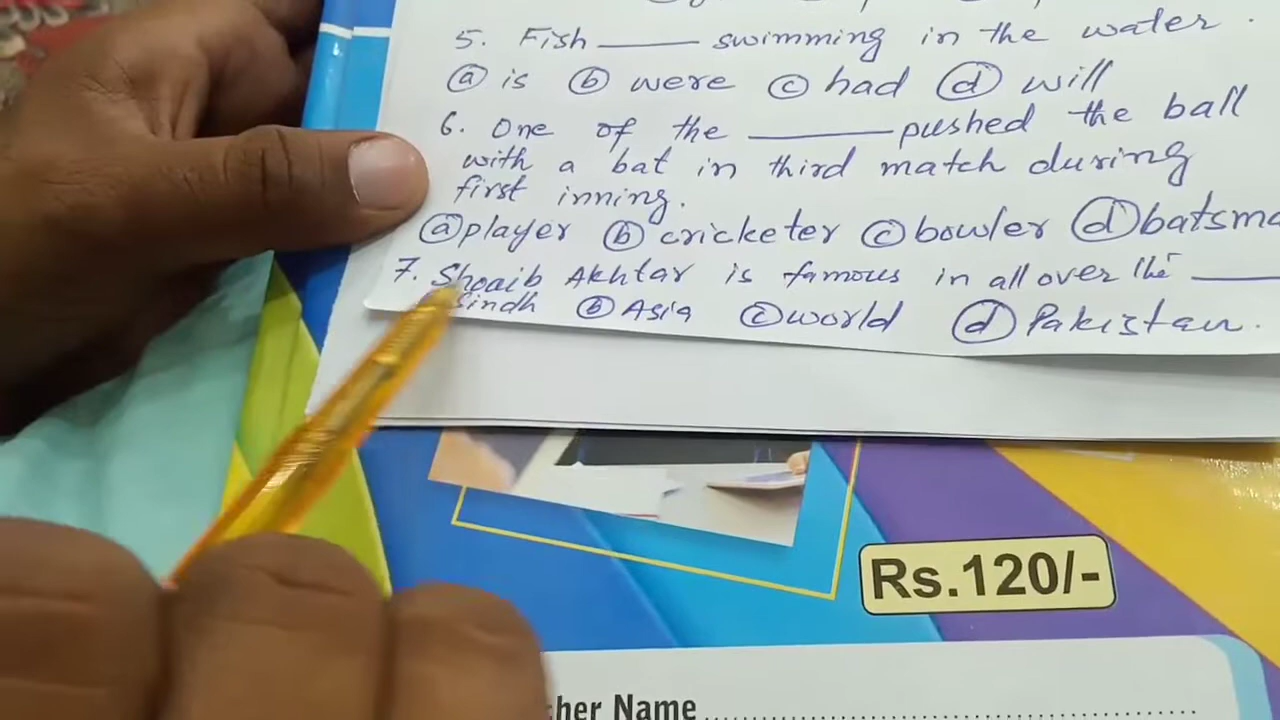 5. Fish ______ swimming in the water.
ⓐ is ⓑ were ⓒ had ⓓ will
6. One of the ______ pushed the ball
with a bat in third match during
first inning.
ⓐ player ⓑ cricketer ⓒ bowler ⓓ batsma
7. Shoaib Akhtar is famous in all over the ______
Sindh ⓑ Asia ⓒ world ⓓ Pakistan.
Rs.120/-
cher Name ..............................